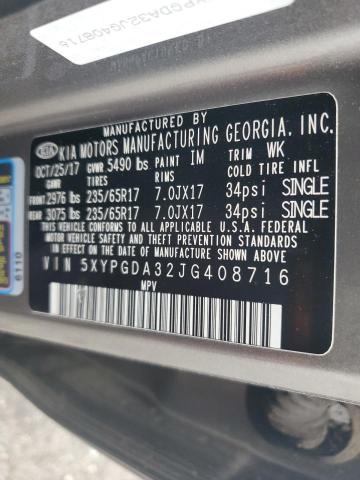 MANUFACTURED BY
KIA KIA MOTORS MANUFACTURING GEORGIA. INC.
OCT/25/17 GVWR 5490 lbs PAINT IM TRIM WK
GAWR TIRES RIMS COLD TIRE INFL
FRONT 2976 lbs 235/65R17 7.0JX17 34psi SINGLE
REAR 3075 lbs 235/65R17 7.0JX17 34psi SINGLE
THIS VEHICLE CONFORMS TO ALL APPLICABLE U.S.A. FEDERAL
MOTOR VEHICLE SAFETY AND THEFT PREVENTION STANDARDS
IN EFFECT ON THE DATE OF MANUFACTURE SHOWN ABOVE.
VIN 5XYPGDA32JG408716
MPV
6110